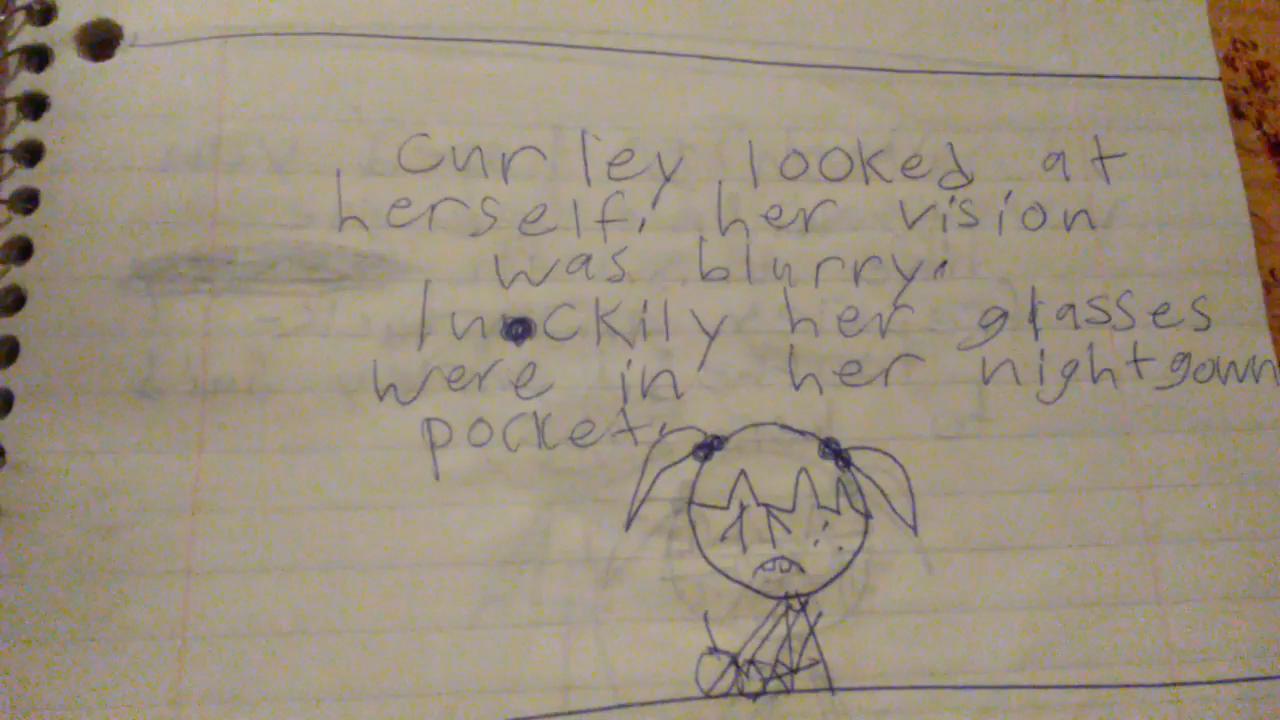 Curley looked at
herself. her vision
was blurry.
luckily her glasses
were in her nightgown
pocket.